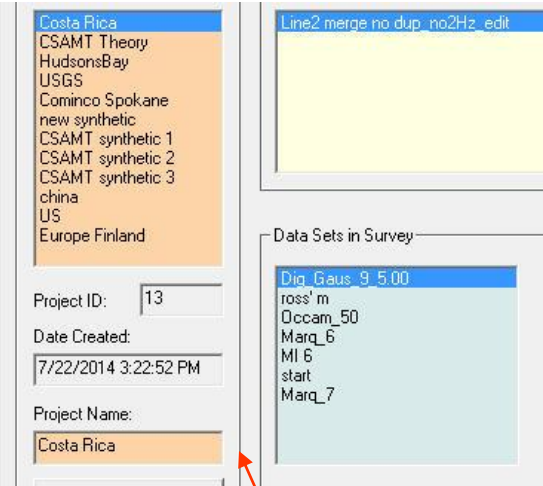 Costa Rica
CSAMT Theory
HudsonsBay
USGS
Cominco Spokane
new synthetic
CSAMT synthetic 1
CSAMT synthetic 2
CSAMT synthetic 3
china
US
Europe Finland
Project ID: 13
Date Created:
7/22/2014 3:22:52 PM
Project Name:
Costa Rica
Line2 merge no dup_no2Hz_edit
Data Sets in Survey
Dig_Gaus_9_5.00
ross' m
Occam_50
Marq_6
MI 6
start
Marq_7